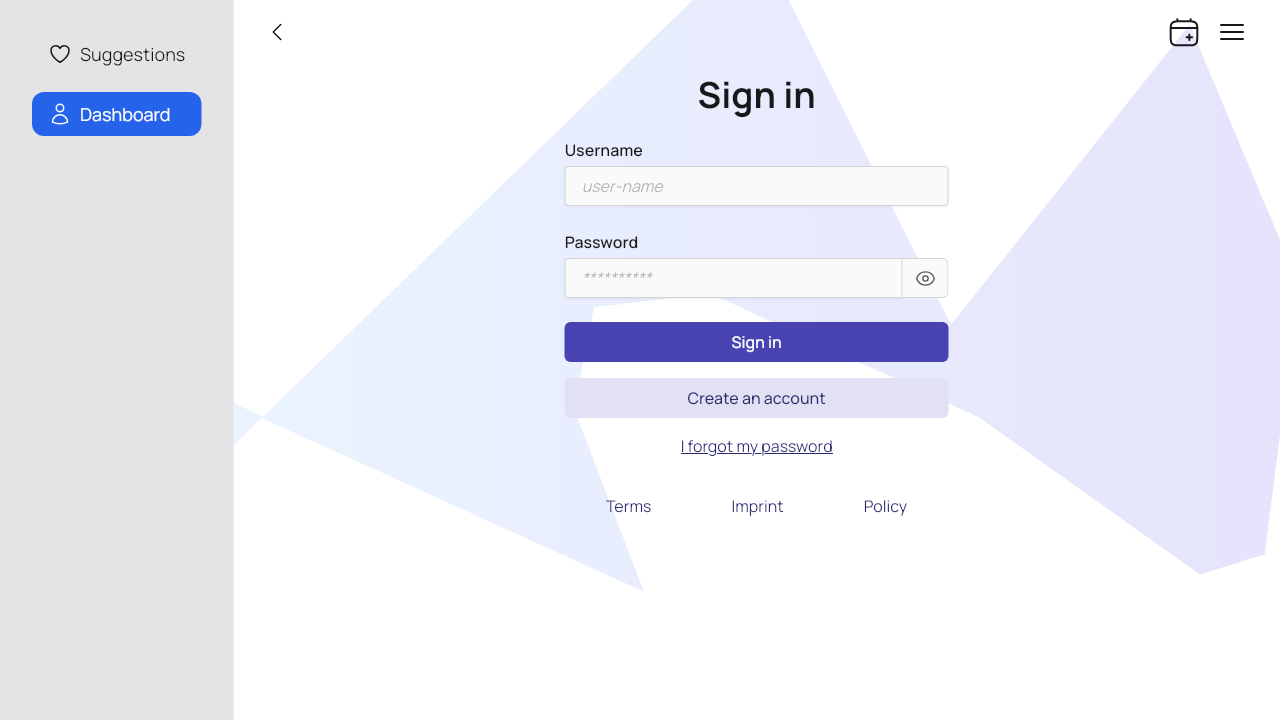 Suggestions
Dashboard
Sign in
Username
user-name
Password
**********
Sign in
Create an account
I forgot my password
Terms
Imprint
Policy